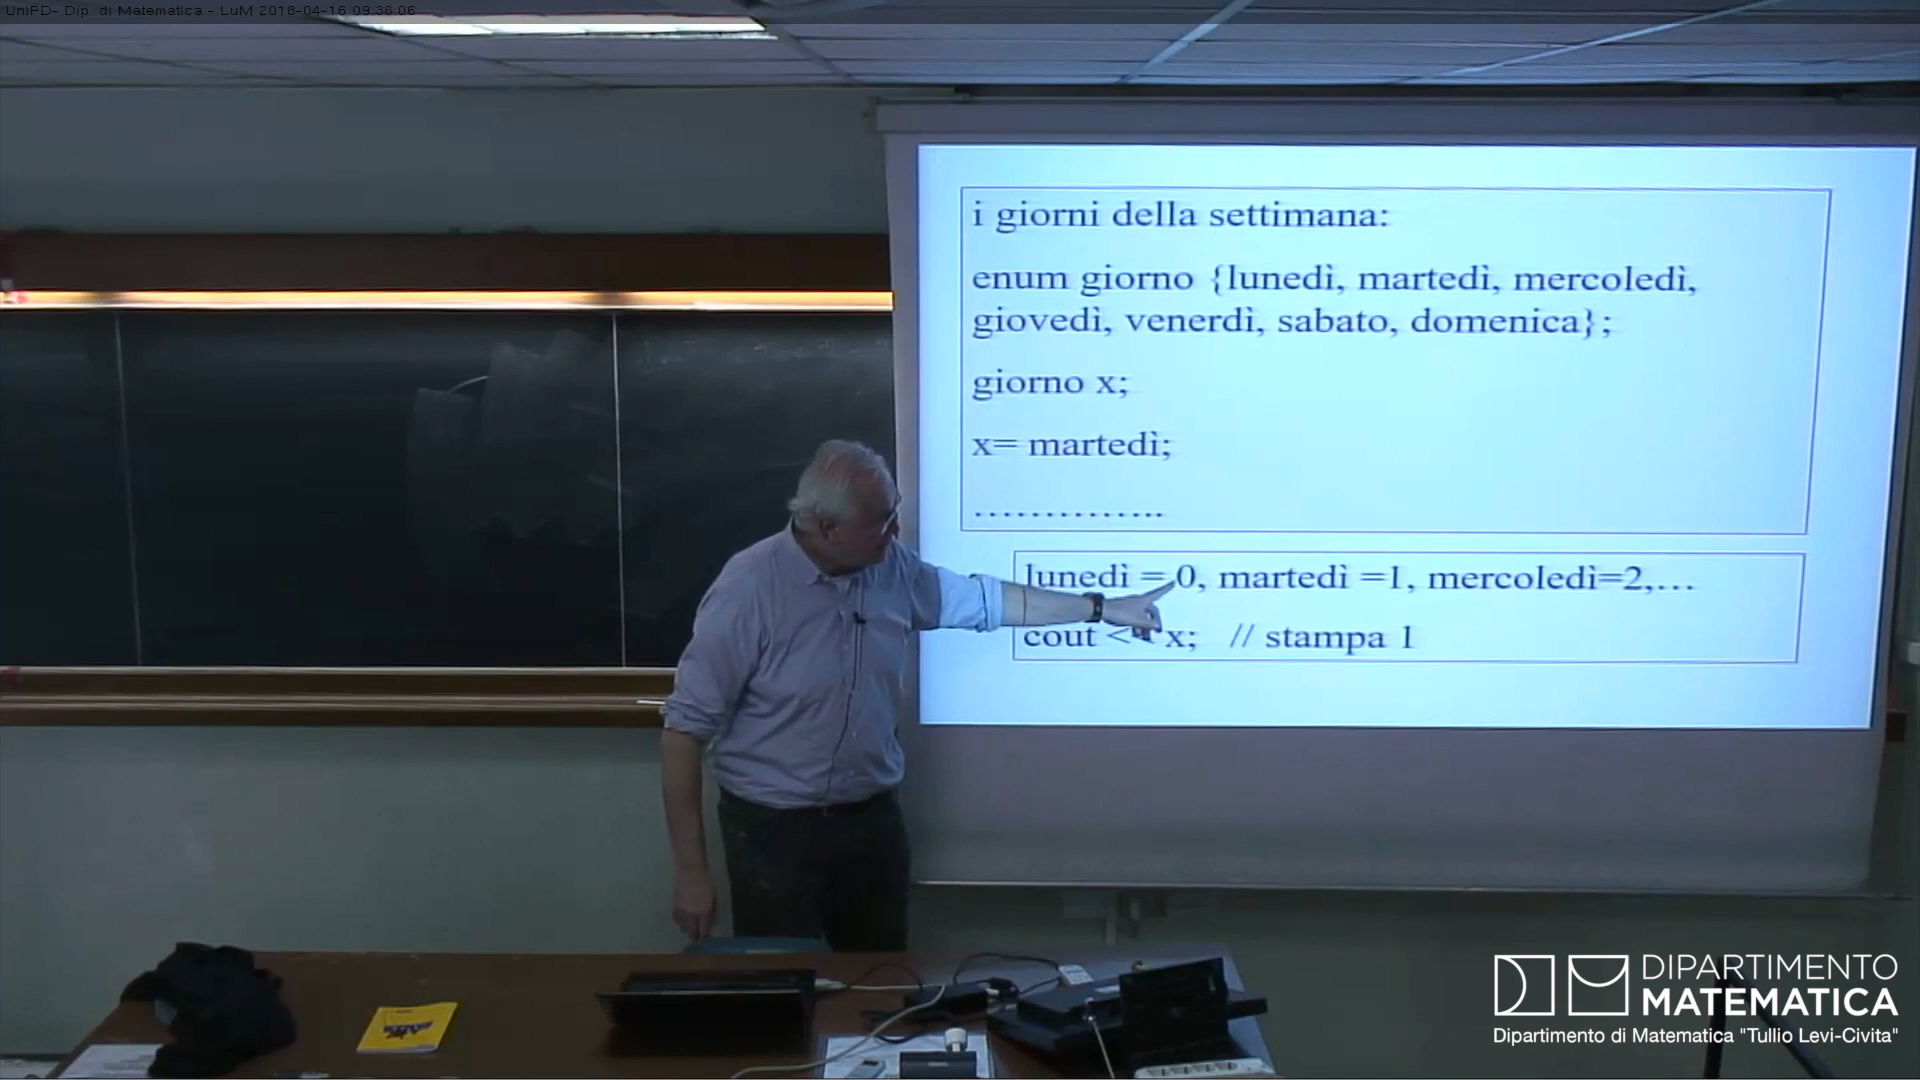 UniPD- Dip. di Matematica - LuM 2018-04-16 09:36:06
i giorni della settimana:
enum giorno {lunedì, martedì, mercoledì,
giovedì, venerdì, sabato, domenica};
giorno x;
x= martedì;
…………..
lunedì = 0, martedì =1, mercoledì=2,…
cout << x; // stampa 1
DIPARTIMENTO
MATEMATICA
Dipartimento di Matematica "Tullio Levi-Civita"